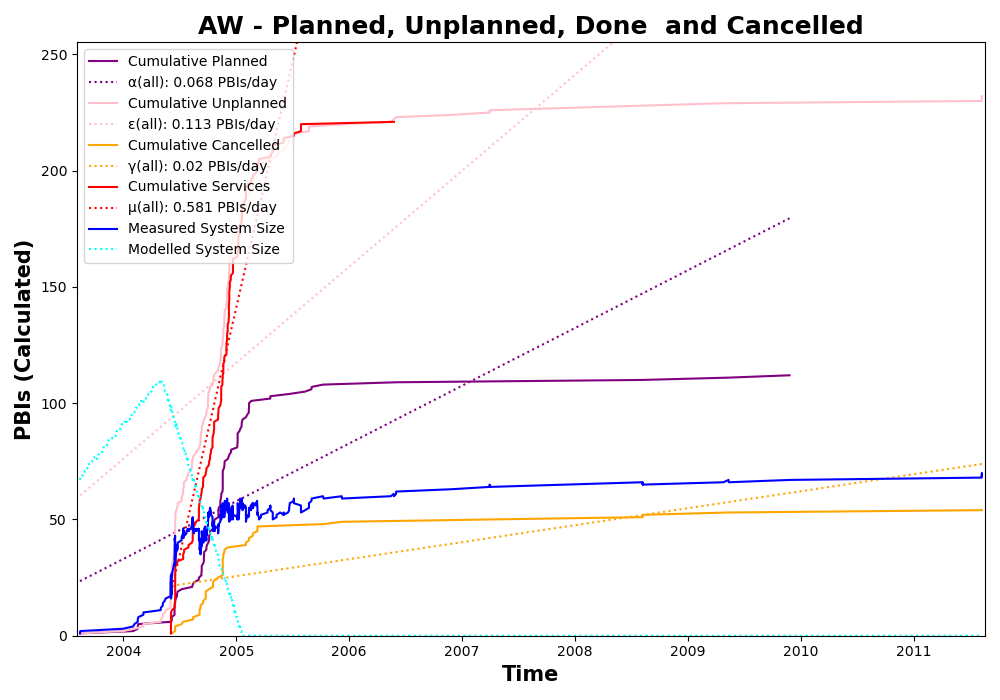 AW - Planned, Unplanned, Done  and Cancelled
PBIs (Calculated)
250
200
150
100
50
0
Cumulative Planned
α(all): 0.068 PBIs/day
Cumulative Unplanned
ε(all): 0.113 PBIs/day
Cumulative Cancelled
γ(all): 0.02 PBIs/day
Cumulative Services
μ(all): 0.581 PBIs/day
Measured System Size
Modelled System Size
2004 2005 2006 2007 2008 2009 2010 2011
Time